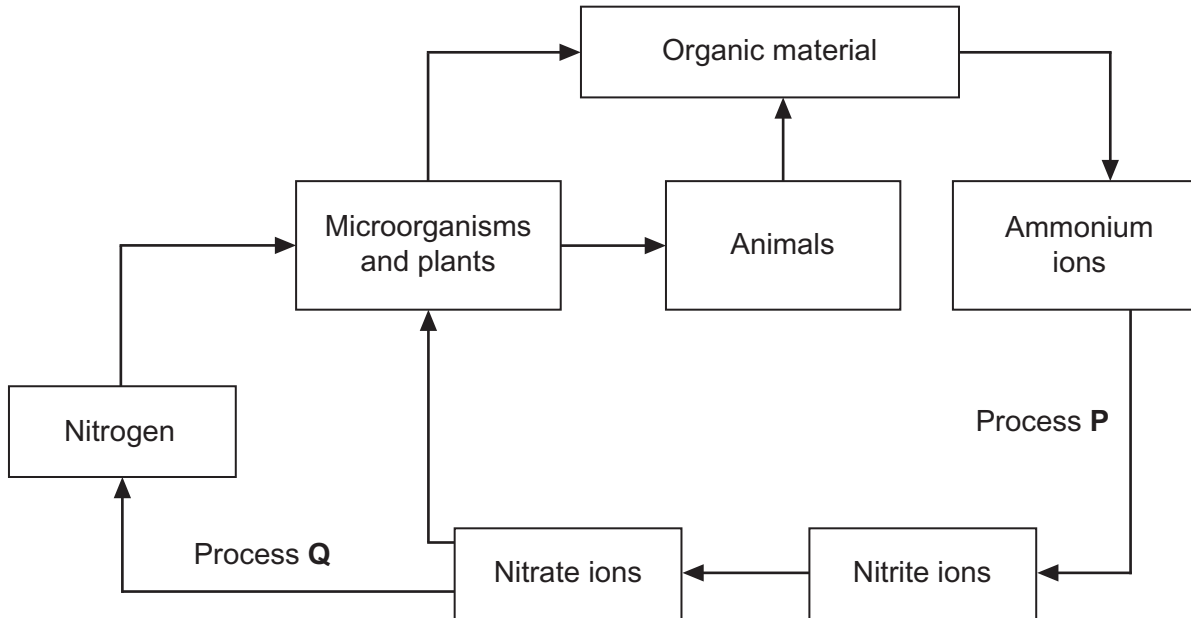 Organic material
Microorganisms
and plants
Animals
Ammonium
ions
Nitrogen
Process P
Process Q
Nitrate ions
Nitrite ions